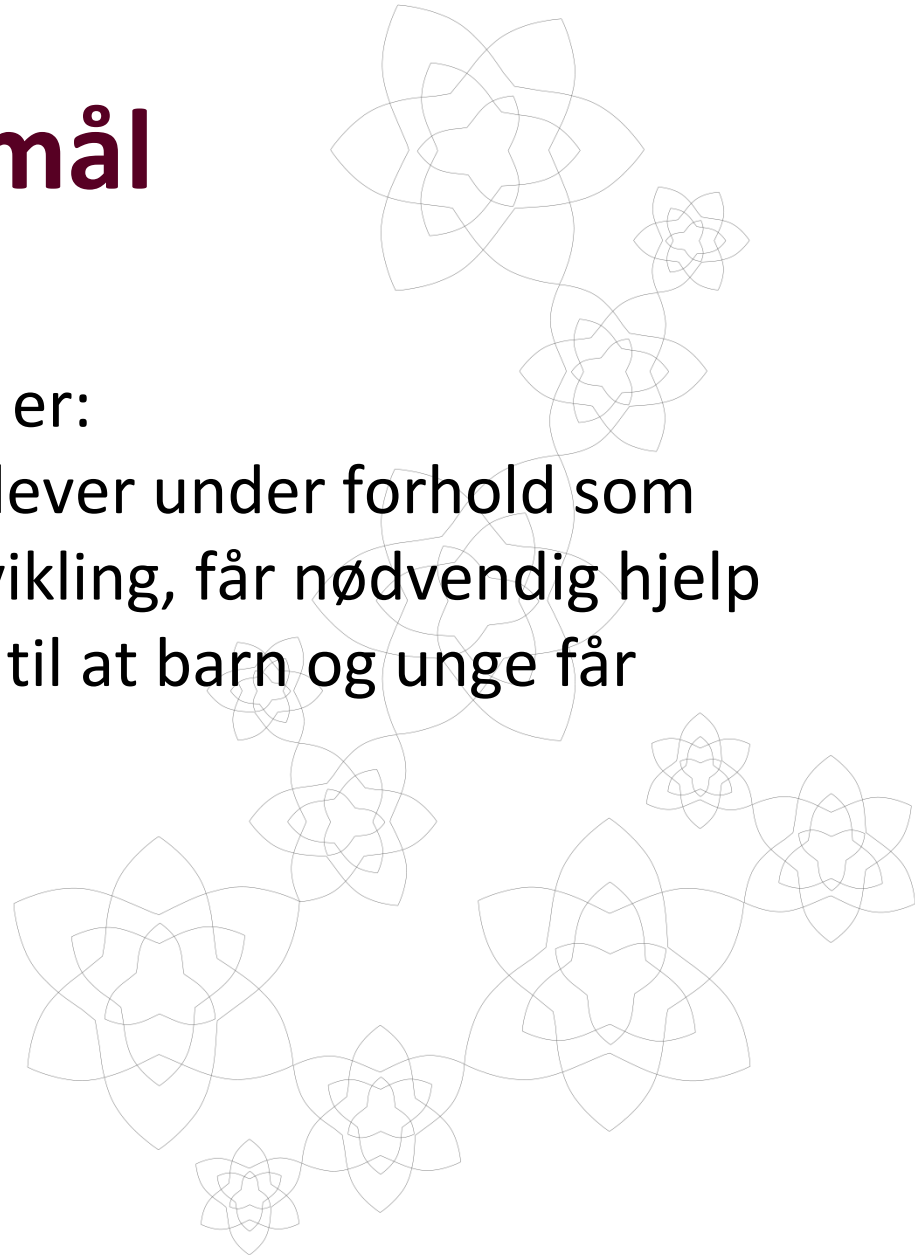 mål
er:
lever under forhold som
vikling, får nødvendig hjelp
til at barn og unge får